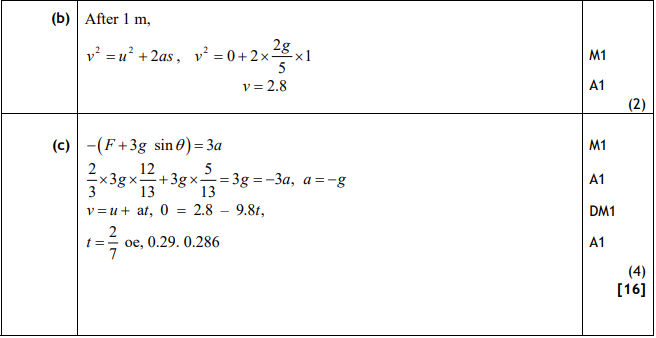 (b) After 1 m,
v² = u² + 2as , v² = 0 + 2 × 2g/5 × 1 M1
v = 2.8 A1
(2)
(c) −(F + 3g sin θ) = 3a M1
2/3 × 3g × 12/13 + 3g × 5/13 = 3g = −3a, a = −g A1
v = u + at, 0 = 2.8 − 9.8t, DM1
t = 2/7 oe, 0.29. 0.286 A1
(4)
[16]